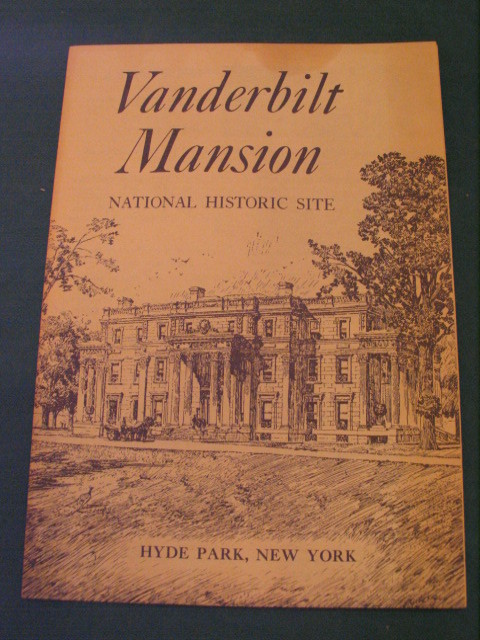 Vanderbilt
Mansion
NATIONAL HISTORIC SITE
HYDE PARK, NEW YORK